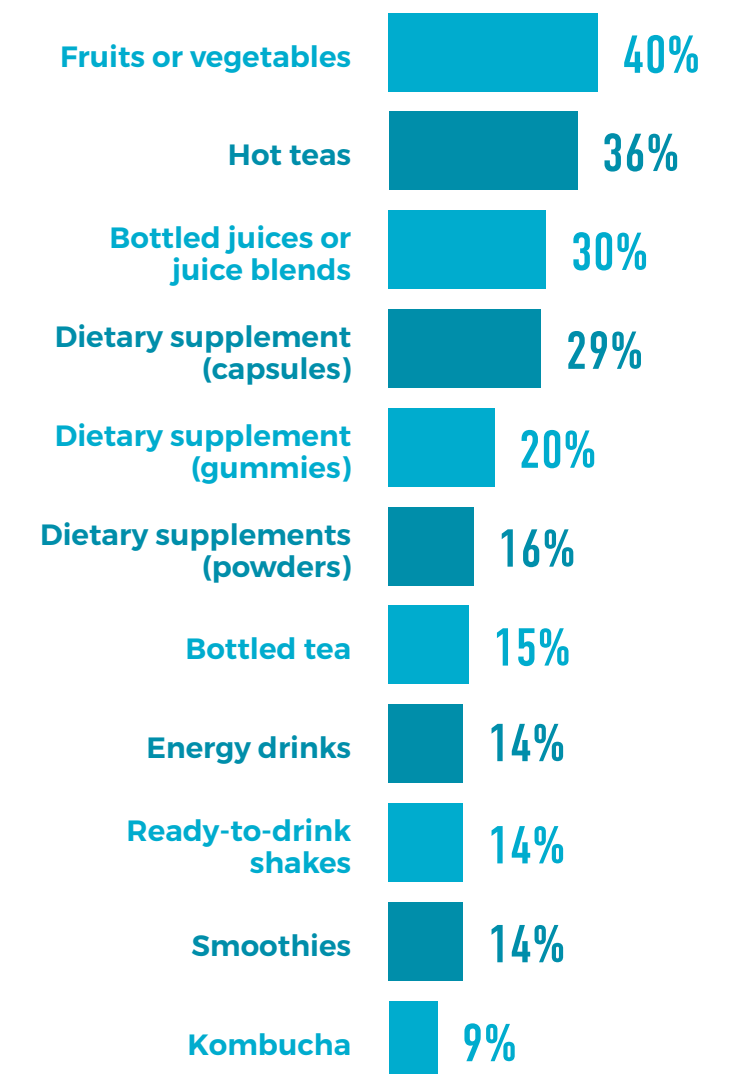 Fruits or vegetables 40%
Hot teas 36%
Bottled juices or
juice blends 30%
Dietary supplement
(capsules) 29%
Dietary supplement
(gummies) 20%
Dietary supplements
(powders) 16%
Bottled tea 15%
Energy drinks 14%
Ready-to-drink
shakes 14%
Smoothies 14%
Kombucha 9%